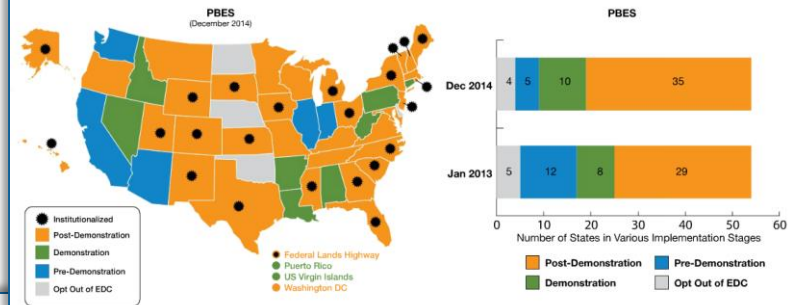 PBES
(December 2014)
Institutionalized
Post-Demonstration
Demonstration
Pre-Demonstration
Opt Out of EDC
Federal Lands Highway
Puerto Rico
US Virgin Islands
Washington DC
PBES
Dec 2014
4 5 10 35
Jan 2013
5 12 8 29
0 10 20 30 40 50 60
Number of States in Various Implementation Stages
Post-Demonstration Pre-Demonstration
Demonstration Opt Out of EDC